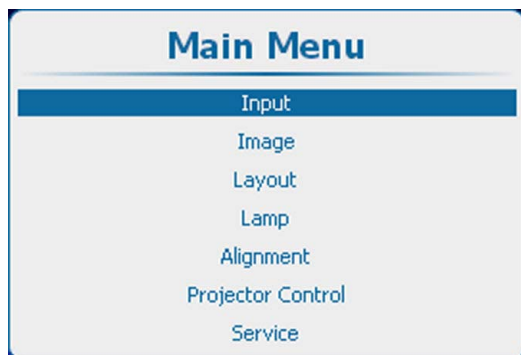 Main Menu
Input
Image
Layout
Lamp
Alignment
Projector Control
Service